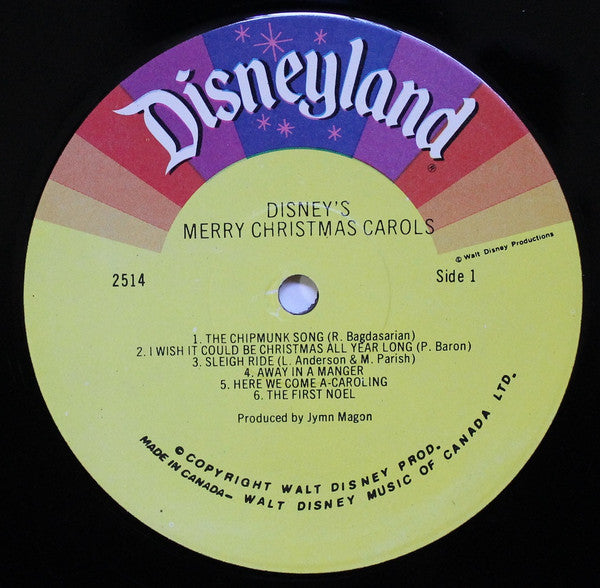 Disneyland
®
DISNEY'S
MERRY CHRISTMAS CAROLS
© Walt Disney Productions
2514
Side 1
1. THE CHIPMUNK SONG (R. Bagdasarian)
2. I WISH IT COULD BE CHRISTMAS ALL YEAR LONG (P. Baron)
3. SLEIGH RIDE (L. Anderson & M. Parish)
4. AWAY IN A MANGER
5. HERE WE COME A-CAROLING
6. THE FIRST NOEL
Produced by Jymn Magon
© COPYRIGHT WALT DISNEY PROD.
MADE IN CANADA— WALT DISNEY MUSIC OF CANADA LTD.